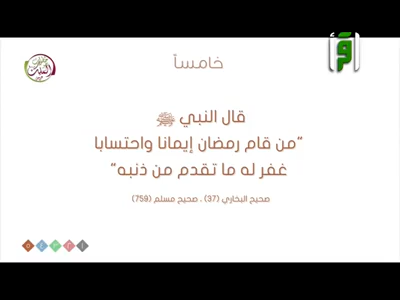 خامساً
قال النبي ﷺ
“من قام رمضان إيمانا واحتسابا
غفر له ما تقدم من ذنبه”
صحيح البخاري (37) ، صحيح مسلم (759)